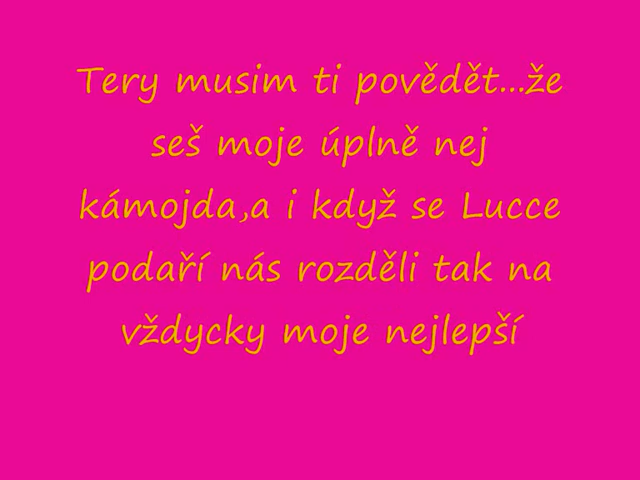 Tery musim ti povědět...že
seš moje úplně nej
kámojda,a i když se Lucce
podaří nás rozděli tak na
vždycky moje nejlepší